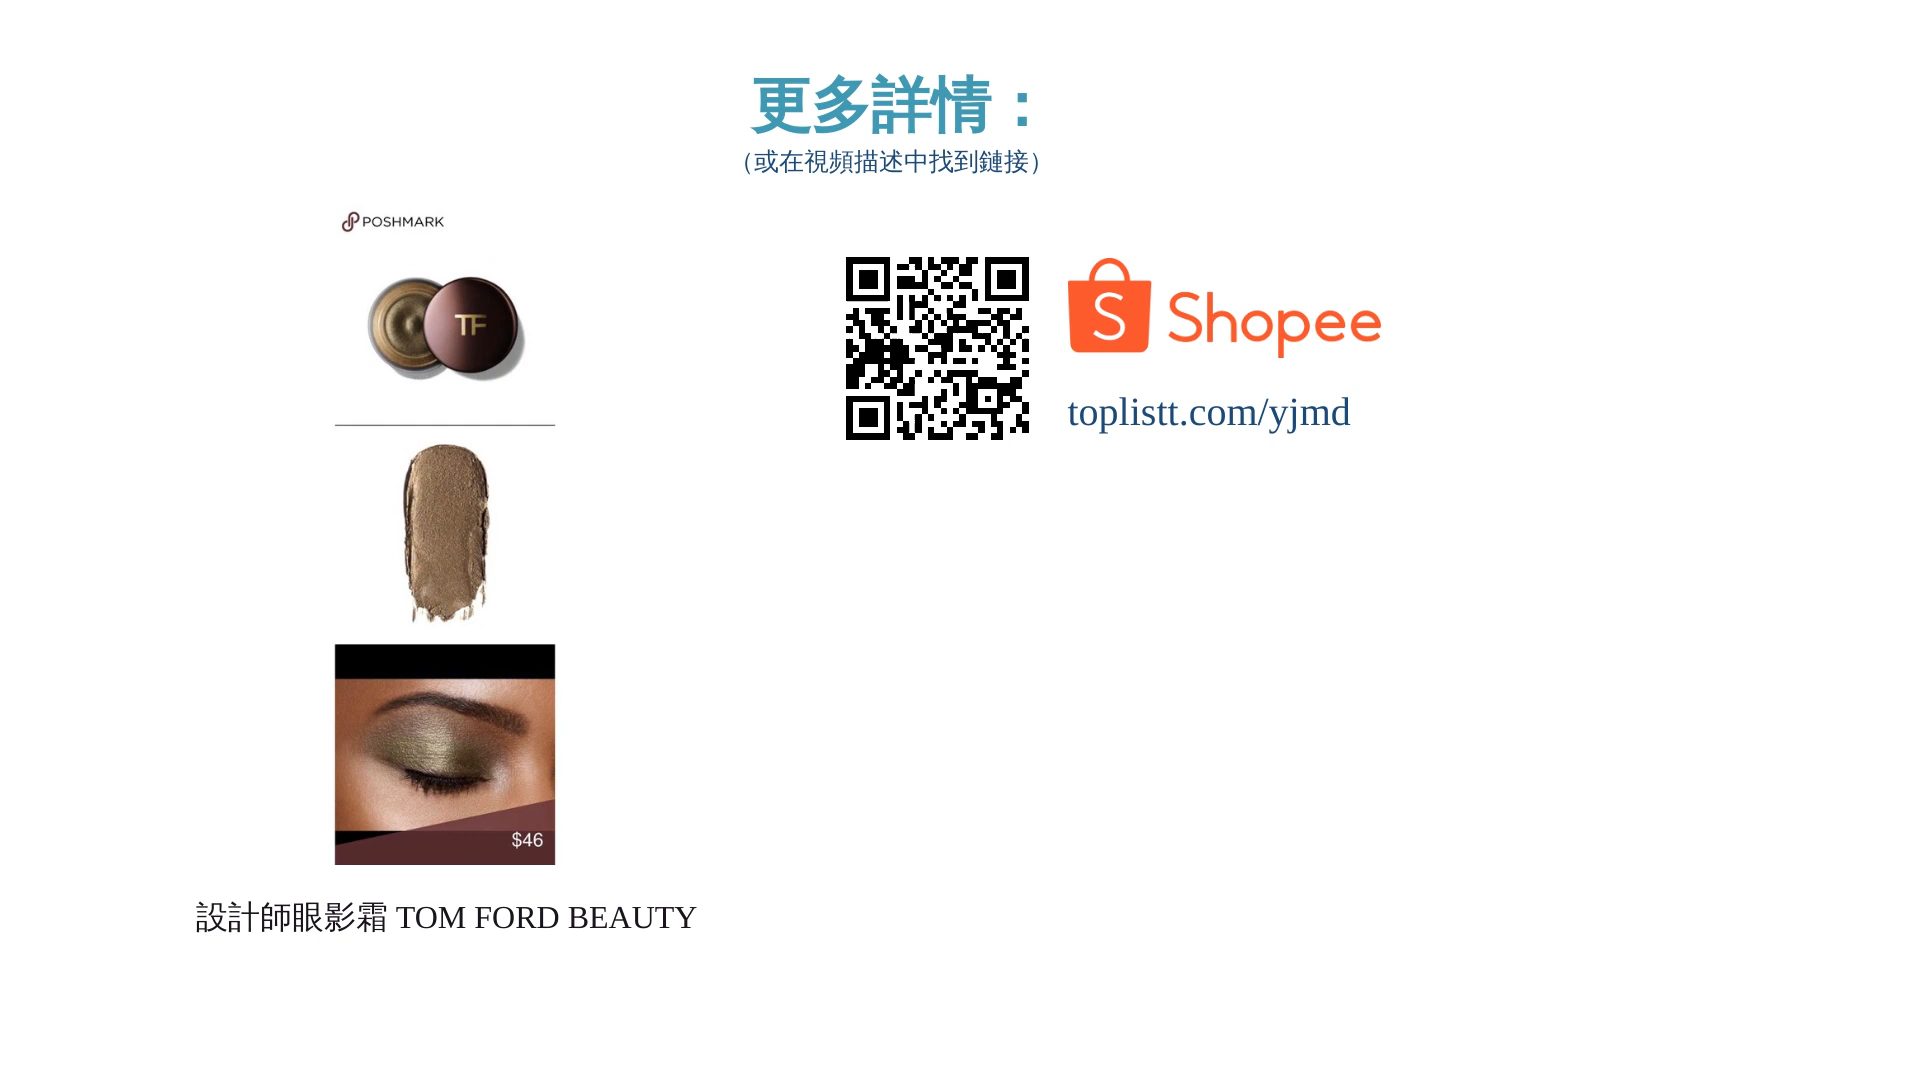 更多詳情：
（或在視頻描述中找到鏈接）
POSHMARK
TF
$46
設計師眼影霜 TOM FORD BEAUTY
S Shopee
toplistt.com/yjmd